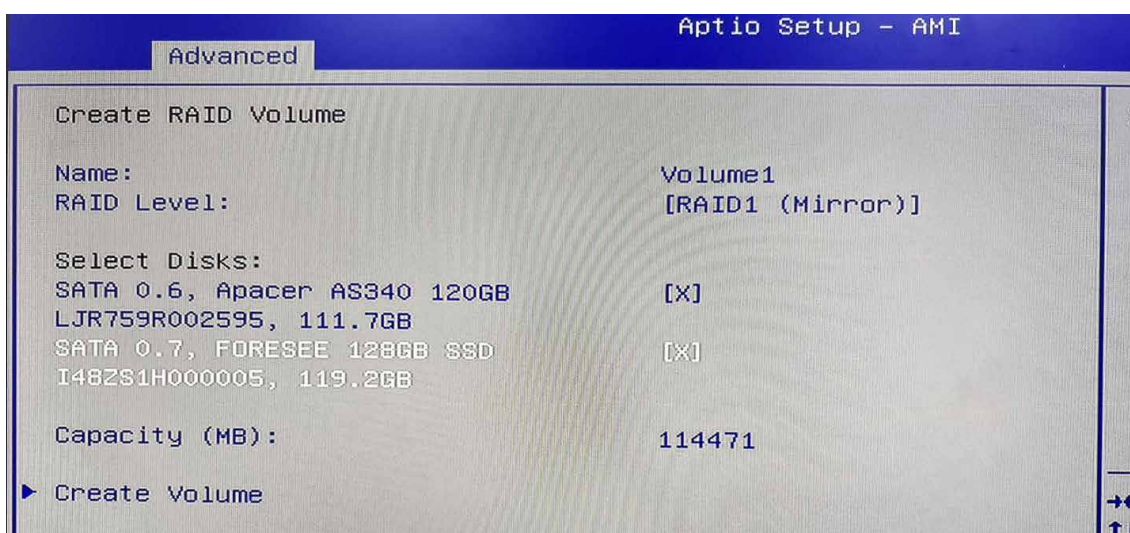 Aptio Setup – AMI
Advanced
Create RAID Volume
Name: Volume1
RAID Level: [RAID1 (Mirror)]
Select Disks:
SATA 0.6, Apacer AS340 120GB [X]
LJR759R002595, 111.7GB
SATA 0.7, FORESEE 128GB SSD [X]
I48ZS1H000005, 119.2GB
Capacity (MB): 114471
Create Volume